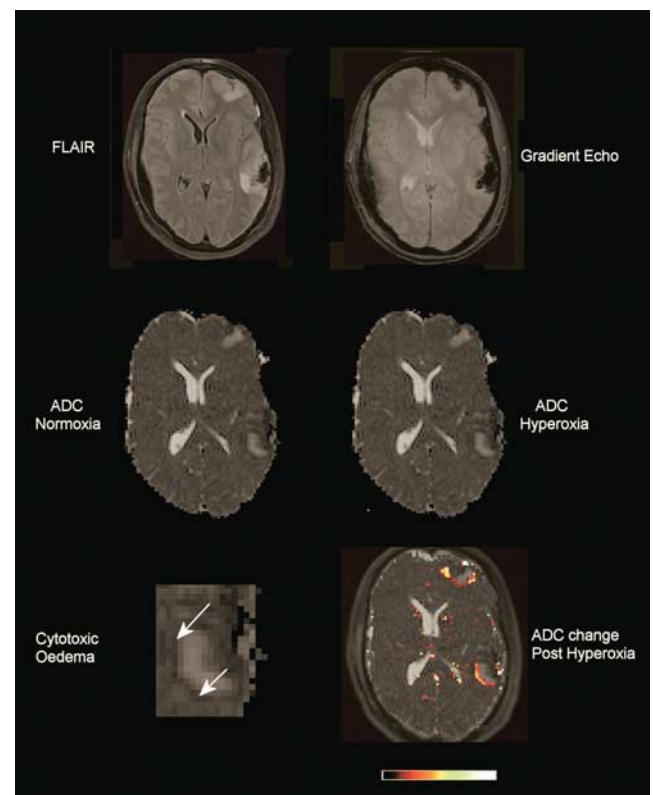 FLAIR
Gradient Echo
ADC
Normoxia
ADC
Hyperoxia
Cytotoxic
Oedema
ADC change
Post Hyperoxia